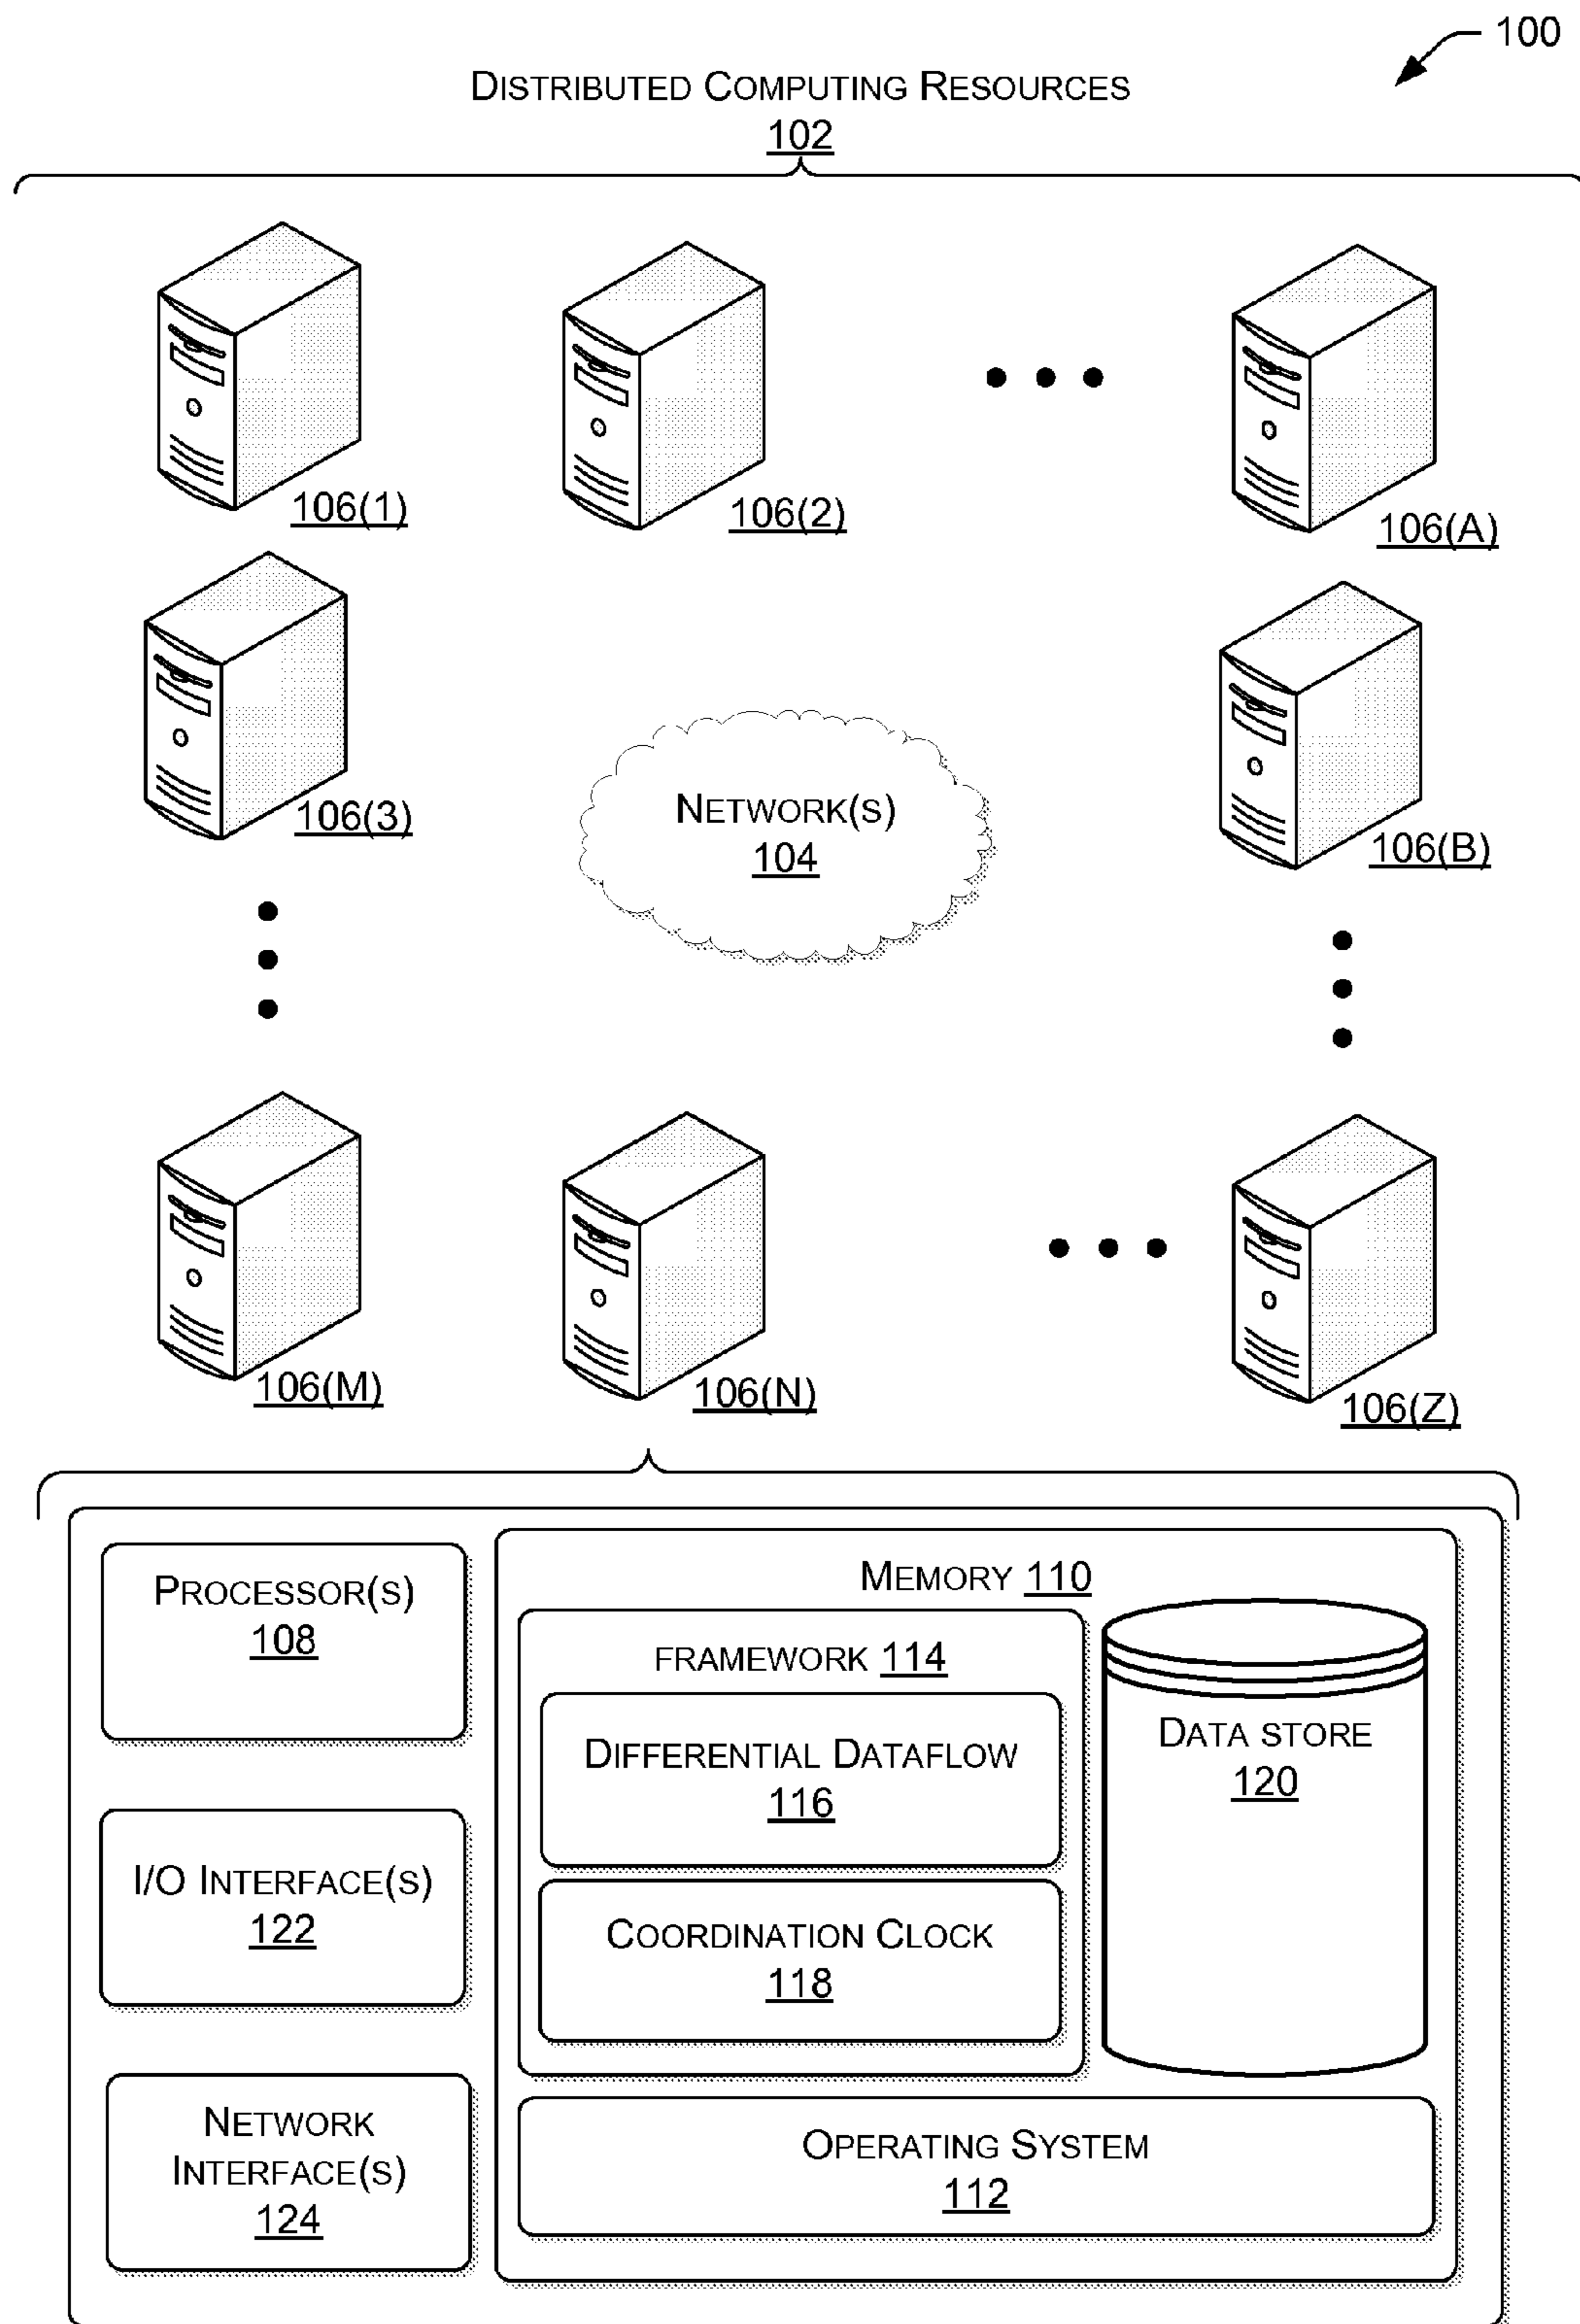 100
DISTRIBUTED COMPUTING RESOURCES
102
106(1)
106(2)
106(A)
106(3)
NETWORK(S)
104
106(B)
106(M)
106(N)
106(Z)
PROCESSOR(S)
108
MEMORY 110
FRAMEWORK 114
DIFFERENTIAL DATAFLOW
116
DATA STORE
120
I/O INTERFACE(S)
122
COORDINATION CLOCK
118
NETWORK
INTERFACE(S)
124
OPERATING SYSTEM
112